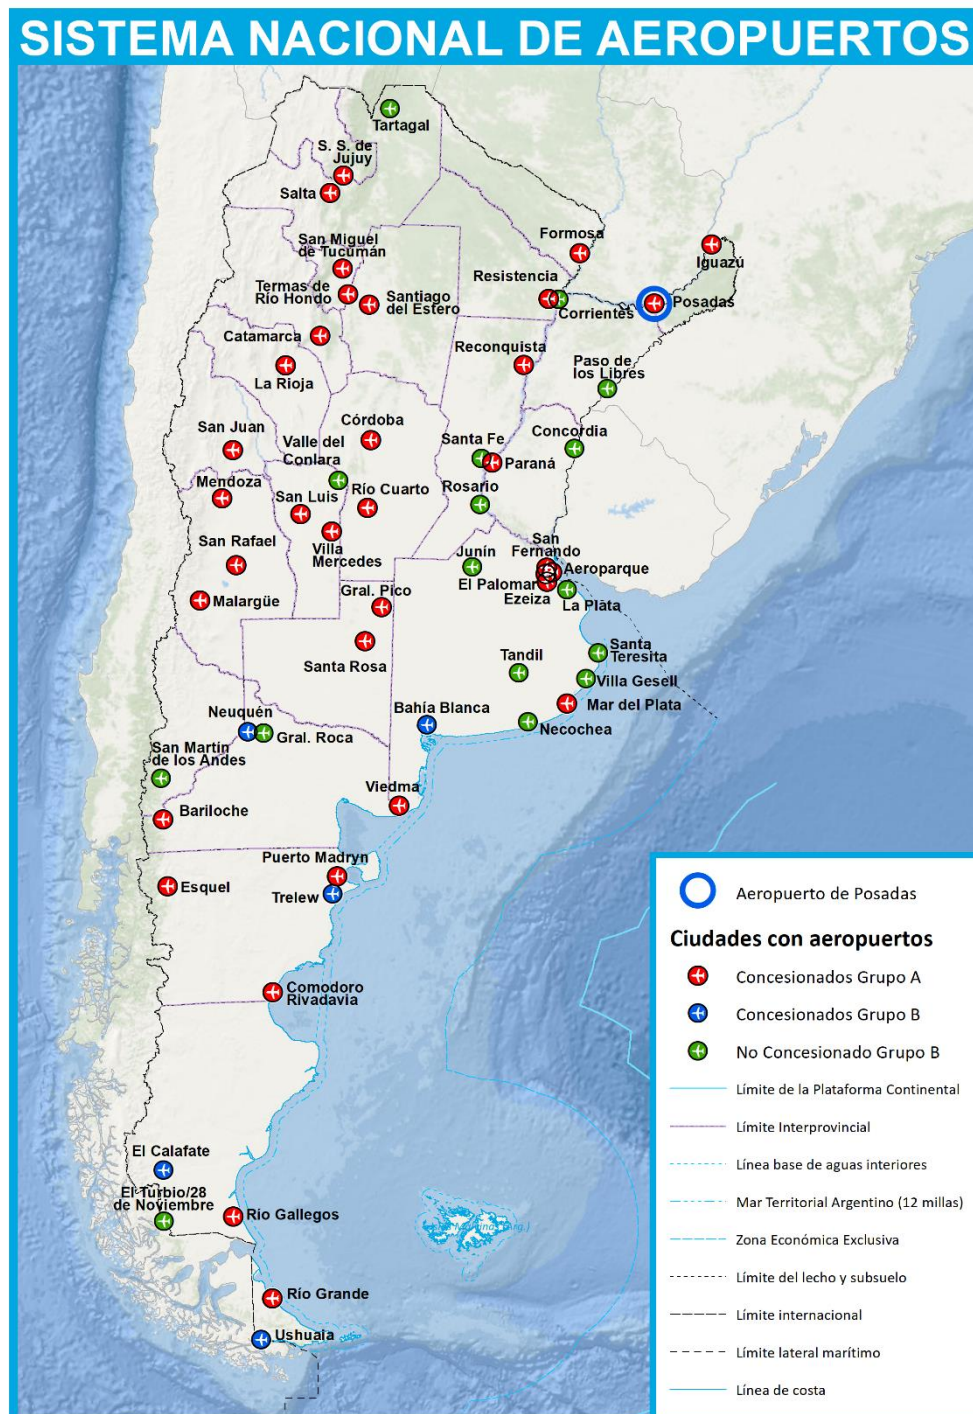 SISTEMA NACIONAL DE AEROPUERTOS
Tartagal
S. S. de
Jujuy
Salta
Formosa
San Miguel
de Tucumán
Iguazú
Resistencia
Termas de
Río Hondo
Santiago
del Estero
Corrientes
Posadas
Catamarca
Reconquista
Paso de
los Libres
La Rioja
Córdoba
San Juan
Valle del
Conlara
Santa Fe
Concordia
Paraná
Mendoza
San Luis
Río Cuarto
Rosario
Villa
Mercedes
San Rafael
Junín
San
Fernando
Aeroparque
El Palomar
Ezeiza
La Plata
Malargüe
Gral. Pico
Santa Rosa
Tandil
Santa
Teresita
Villa Gesell
Mar del Plata
Neuquén
Bahía Blanca
Necochea
Gral. Roca
San Martín
de los Andes
Viedma
Bariloche
Puerto Madryn
Esquel
Trelew
Comodoro
Rivadavia
El Calafate
El Turbio/28
de Noviembre
Río Gallegos
Río Grande
Ushuaia
Aeropuerto de Posadas
Ciudades con aeropuertos
Concesionados Grupo A
Concesionados Grupo B
No Concesionado Grupo B
Límite de la Plataforma Continental
Límite Interprovincial
Línea base de aguas interiores
Mar Territorial Argentino (12 millas)
Zona Económica Exclusiva
Límite del lecho y subsuelo
Límite internacional
Límite lateral marítimo
Línea de costa